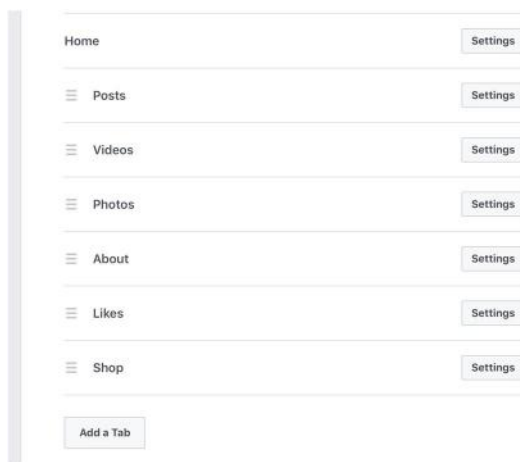 Home Settings
Posts Settings
Videos Settings
Photos Settings
About Settings
Likes Settings
Shop Settings
Add a Tab